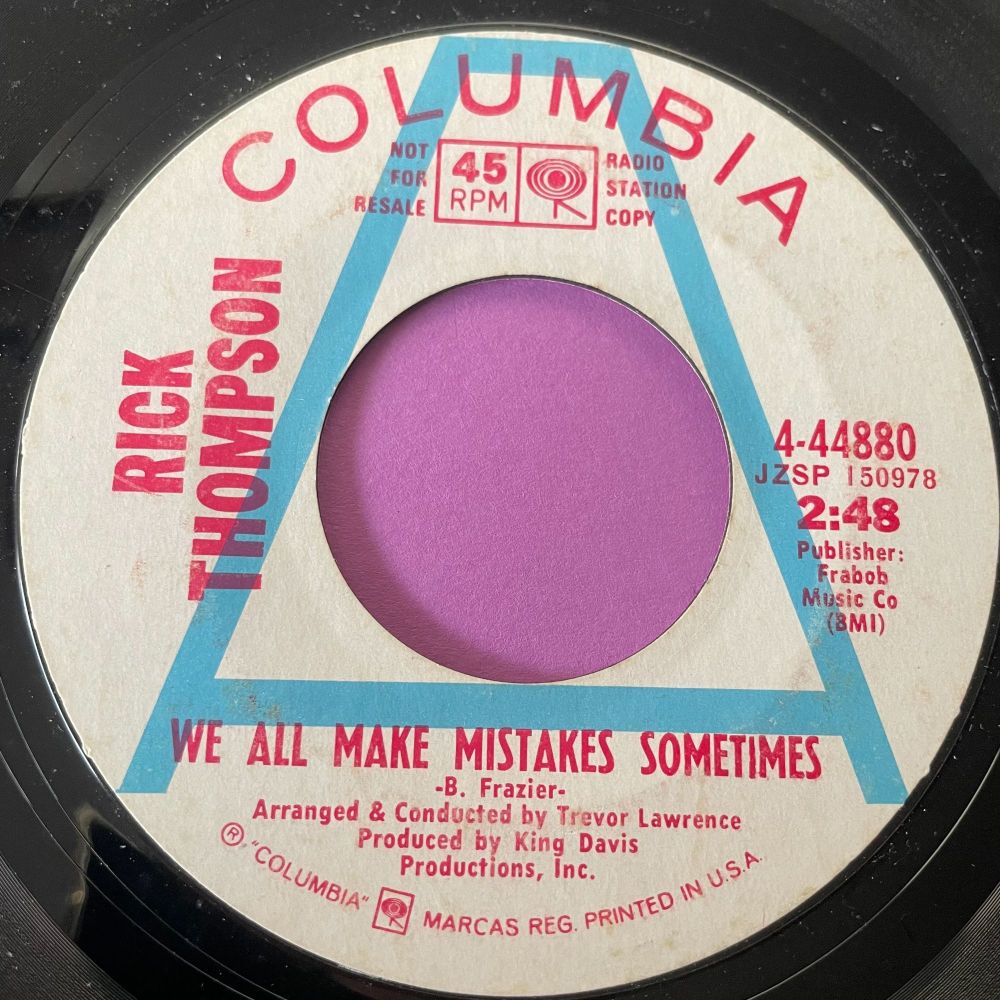 COLUMBIA
NOT
FOR
RESALE
45
RPM
RADIO
STATION
COPY
RICK
THOMPSON
4-44880
JZSP 150978
2:48
Publisher:
Frabob
Music Co
(BMI)
WE ALL MAKE MISTAKES SOMETIMES
-B. Frazier-
Arranged & Conducted by Trevor Lawrence
Produced by King Davis
Productions, Inc.
®, "COLUMBIA" MARCAS REG. PRINTED IN U.S.A.